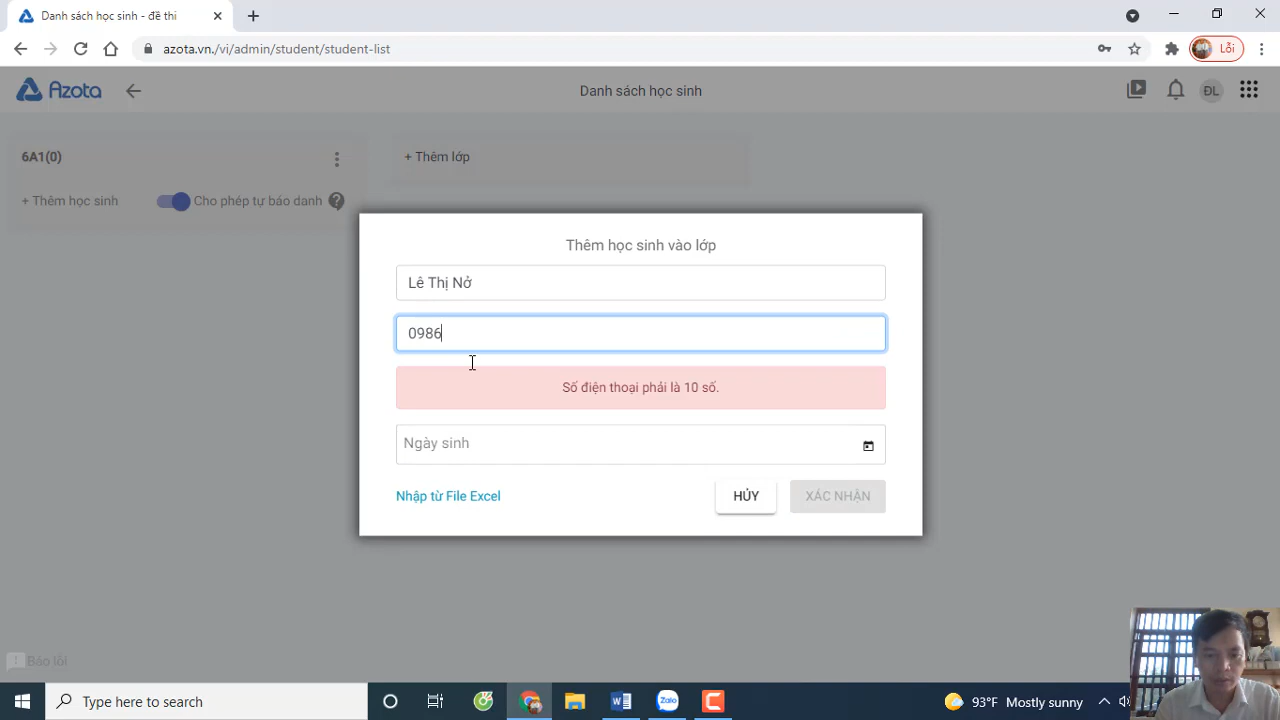 Danh sách học sinh - đề thi
azota.vn./vi/admin/student/student-list
Lỗi
Azota
Danh sách học sinh
ĐL
6A1(0)
+ Thêm lớp
+ Thêm học sinh
Cho phép tự báo danh
Thêm học sinh vào lớp
Lê Thị Nở
0986
Số điện thoại phải là 10 số.
Ngày sinh
Nhập từ File Excel
HỦY
XÁC NHẬN
Báo lỗi
Type here to search
Zalo
93°F Mostly sunny